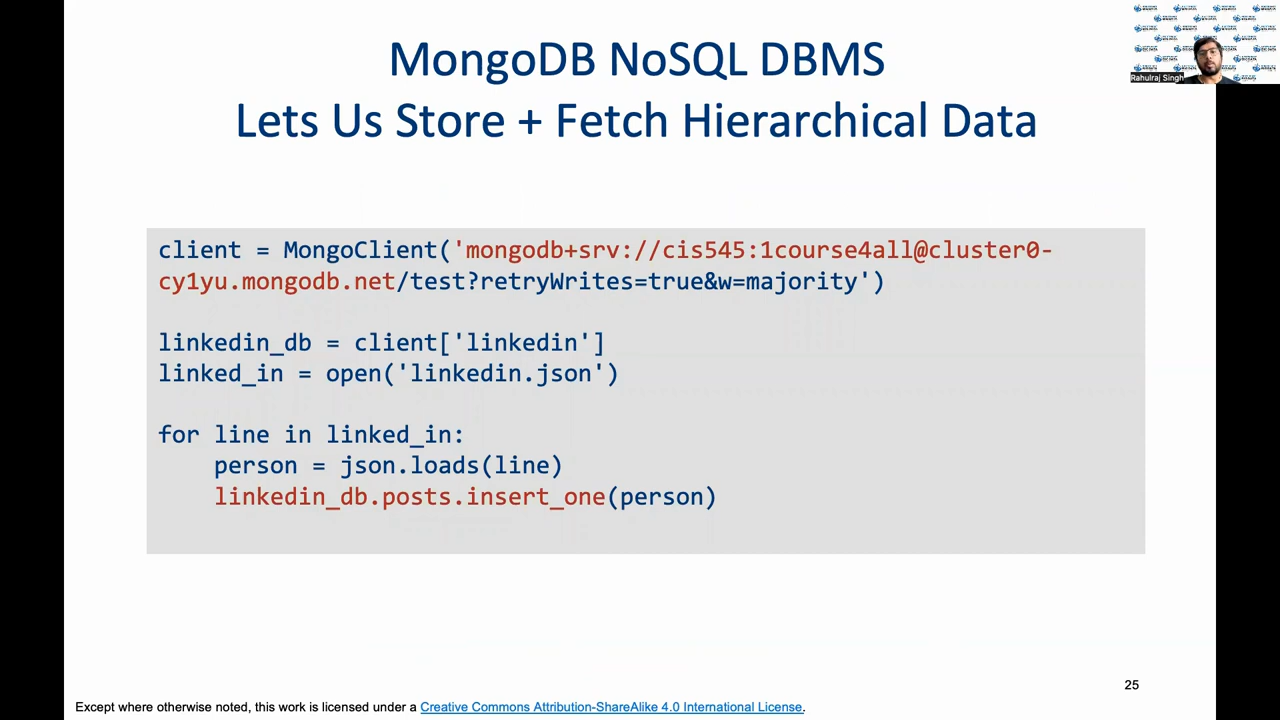 MongoDB NoSQL DBMS
Lets Us Store + Fetch Hierarchical Data
Rahulraj Singh
client = MongoClient('mongodb+srv://cis545:1course4all@cluster0-
cy1yu.mongodb.net/test?retryWrites=true&w=majority')
linkedin_db = client['linkedin']
linked_in = open('linkedin.json')
for line in linked_in:
    person = json.loads(line)
    linkedin_db.posts.insert_one(person)
25
Except where otherwise noted, this work is licensed under a Creative Commons Attribution-ShareAlike 4.0 International License.